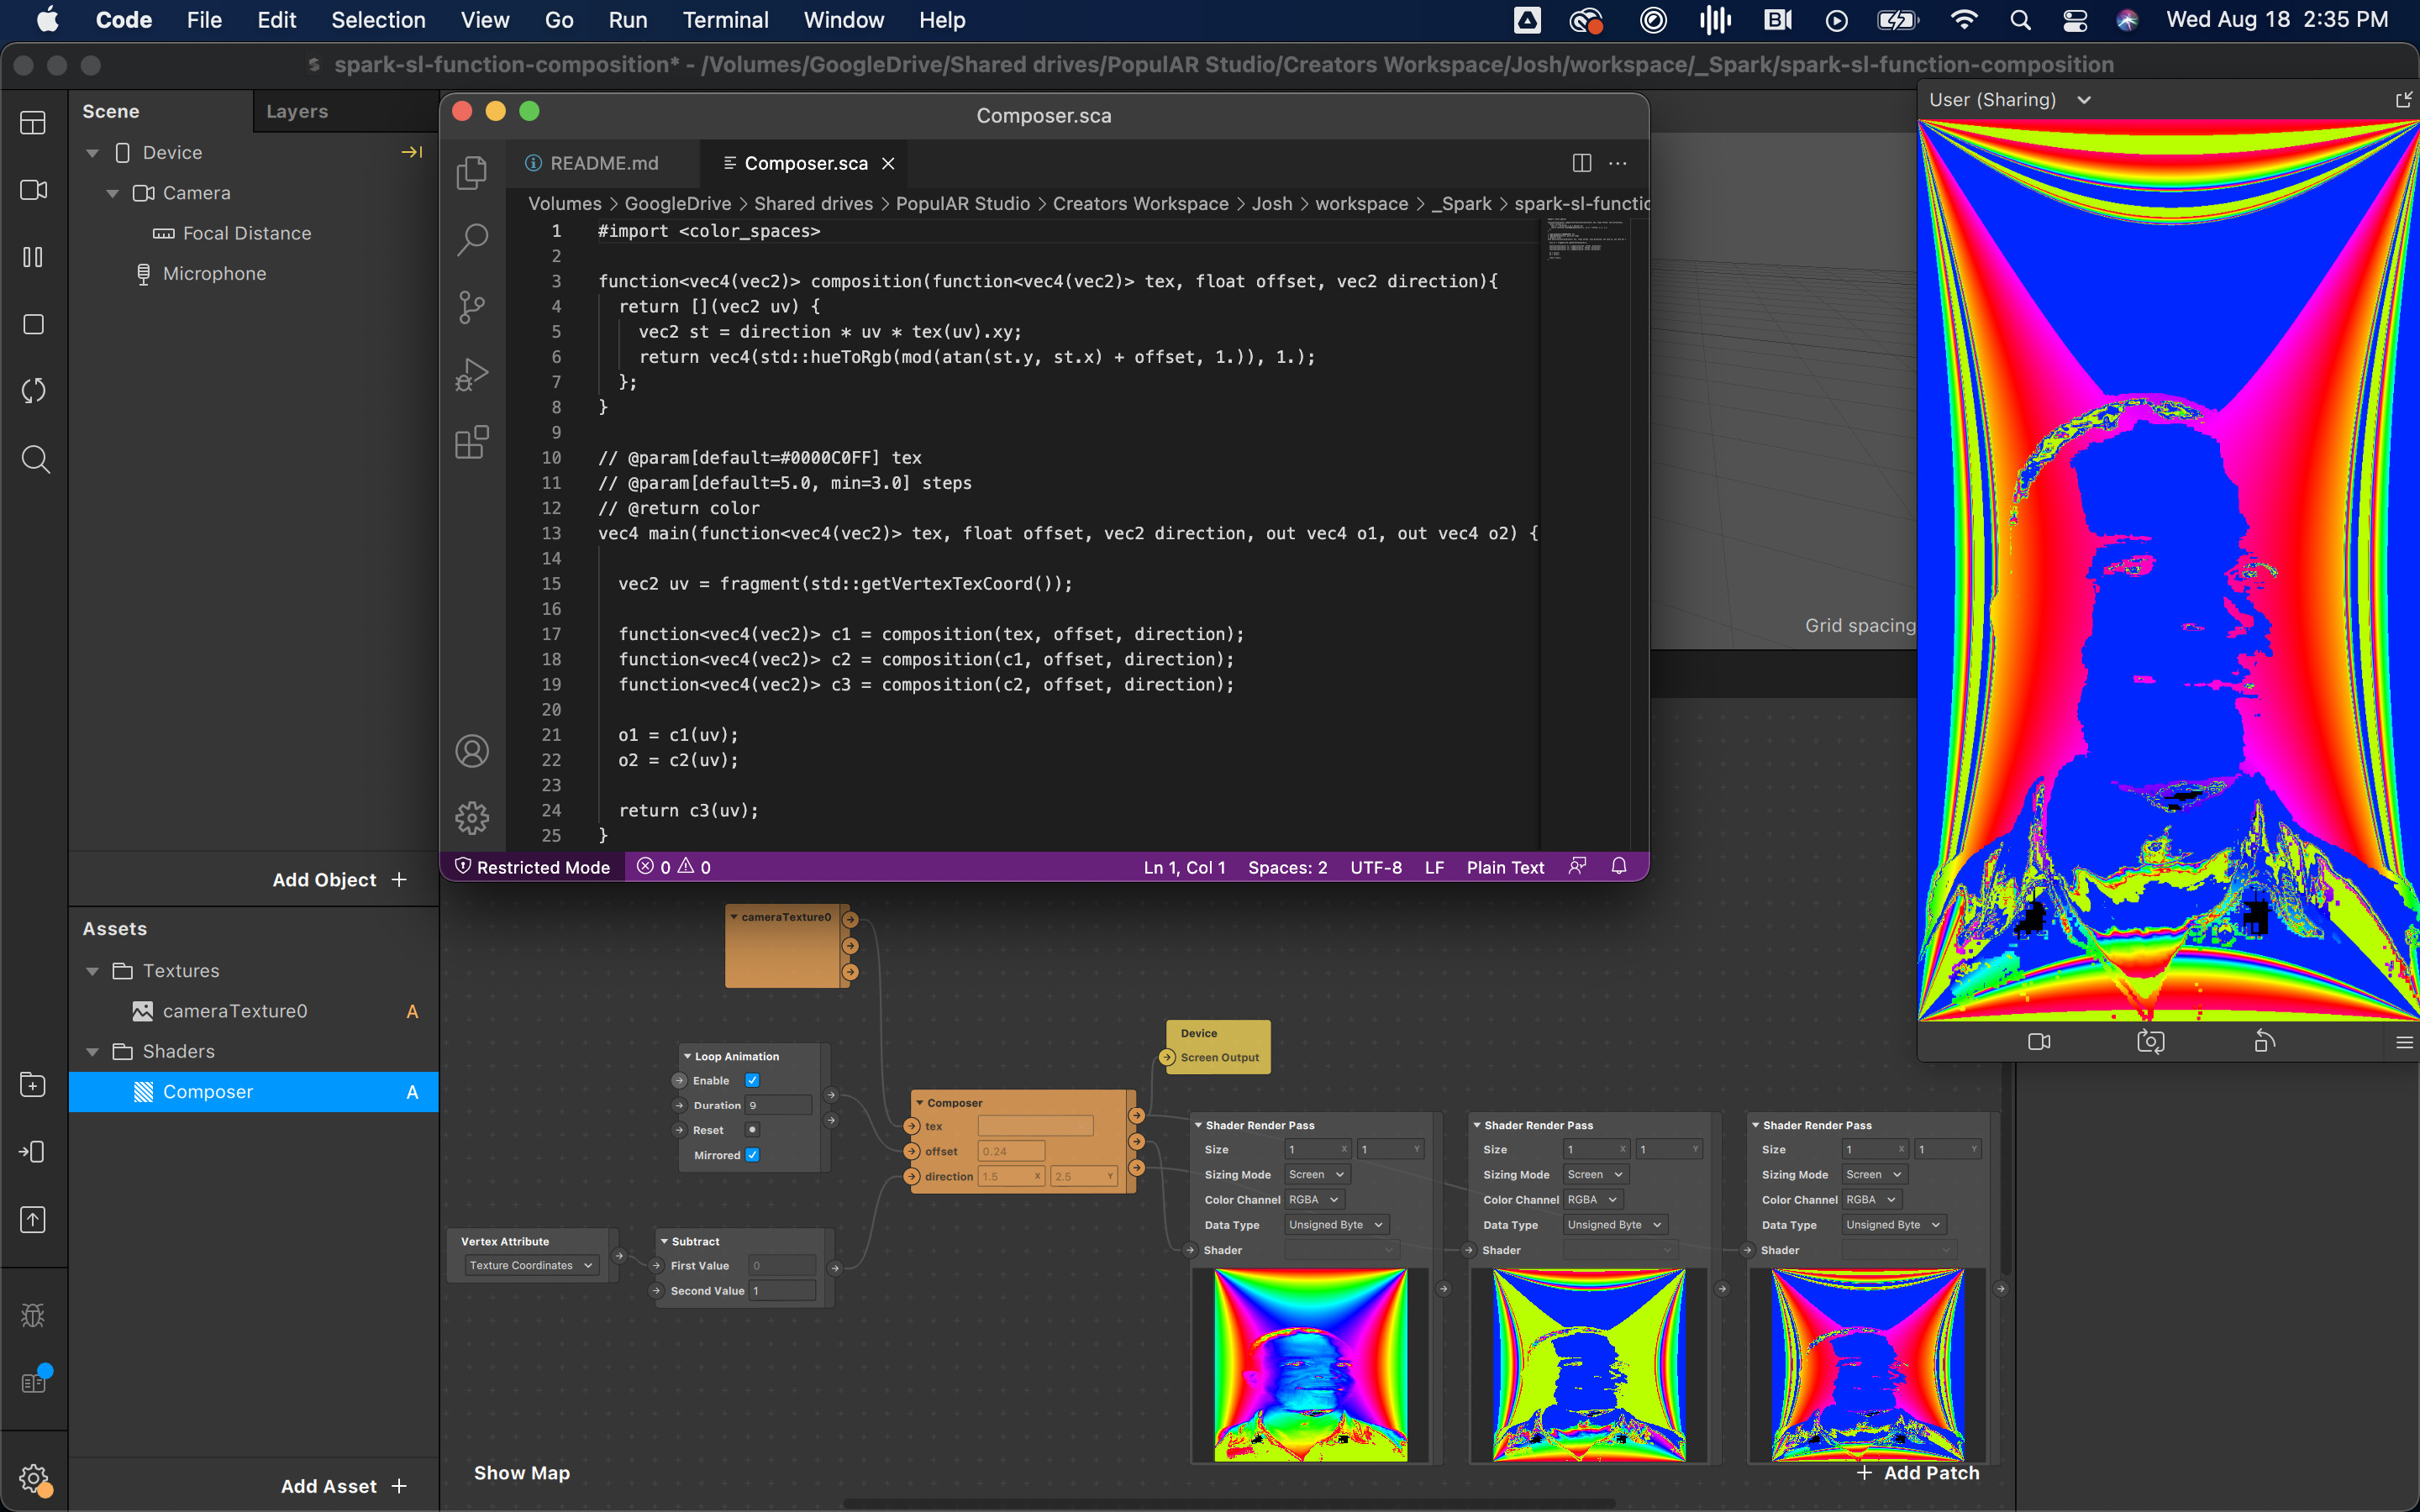 Code File Edit Selection View Go Run Terminal Window Help
Wed Aug 18 2:35 PM
spark-sl-function-composition* - /Volumes/GoogleDrive/Shared drives/PopulAR Studio/Creators Workspace/Josh/workspace/_Spark/spark-sl-function-composition
Scene
Layers
Device
Camera
Focal Distance
Microphone
Add Object +
Assets
Textures
cameraTexture0 A
Shaders
Composer A
Add Asset +
Composer.sca
README.md
Composer.sca
Volumes > GoogleDrive > Shared drives > PopulAR Studio > Creators Workspace > Josh > workspace > _Spark > spark-sl-functic
1 #import <color_spaces>
2
3 function<vec4(vec2)> composition(function<vec4(vec2)> tex, float offset, vec2 direction){
4 return [](vec2 uv) {
5 vec2 st = direction * uv * tex(uv).xy;
6 return vec4(std::hueToRgb(mod(atan(st.y, st.x) + offset, 1.)), 1.);
7 };
8 }
9
10 // @param[default=#0000C0FF] tex
11 // @param[default=5.0, min=3.0] steps
12 // @return color
13 vec4 main(function<vec4(vec2)> tex, float offset, vec2 direction, out vec4 o1, out vec4 o2) {
14
15 vec2 uv = fragment(std::getVertexTexCoord());
16
17 function<vec4(vec2)> c1 = composition(tex, offset, direction);
18 function<vec4(vec2)> c2 = composition(c1, offset, direction);
19 function<vec4(vec2)> c3 = composition(c2, offset, direction);
20
21 o1 = c1(uv);
22 o2 = c2(uv);
23
24 return c3(uv);
25 }
Restricted Mode 0 0 Ln 1, Col 1 Spaces: 2 UTF-8 LF Plain Text
User (Sharing)
Grid spacing
cameraTexture0
Loop Animation
Enable
Duration 9
Reset
Mirrored
Vertex Attribute
Texture Coordinates
Subtract
First Value 0
Second Value 1
Composer
tex
offset 0.24
direction 1.5 X 2.5 Y
Device
Screen Output
Shader Render Pass
Size 1 X 1 Y
Sizing Mode Screen
Color Channel RGBA
Data Type Unsigned Byte
Shader
Shader Render Pass
Size 1 X 1 Y
Sizing Mode Screen
Color Channel RGBA
Data Type Unsigned Byte
Shader
Shader Render Pass
Size 1 X 1 Y
Sizing Mode Screen
Color Channel RGBA
Data Type Unsigned Byte
Shader
Show Map
+ Add Patch